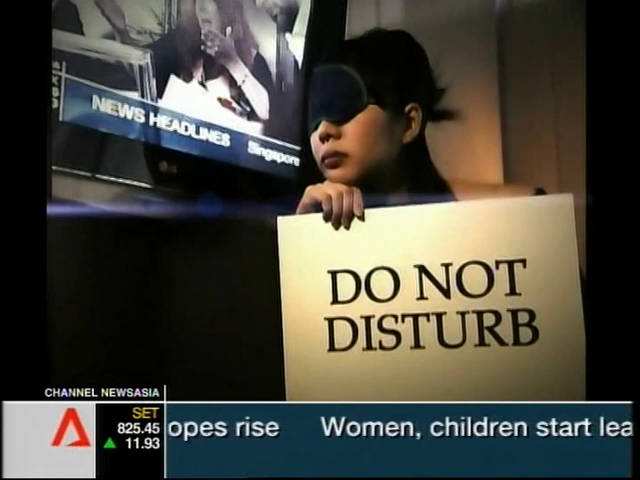 NEWS HEADLINES
Singapore
DO NOT
DISTURB
CHANNEL NEWSASIA
SET
825.45
11.93
opes rise Women, children start lea